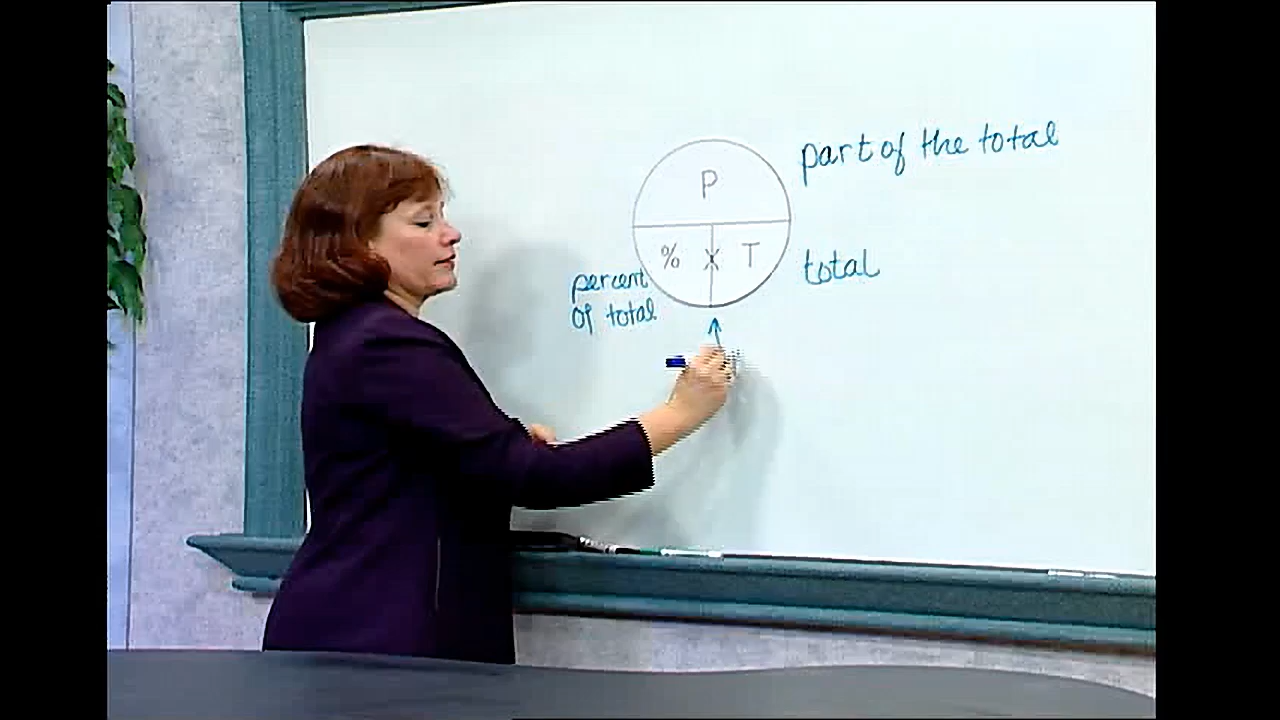 part of the total
P
% X T
total
percent
of total